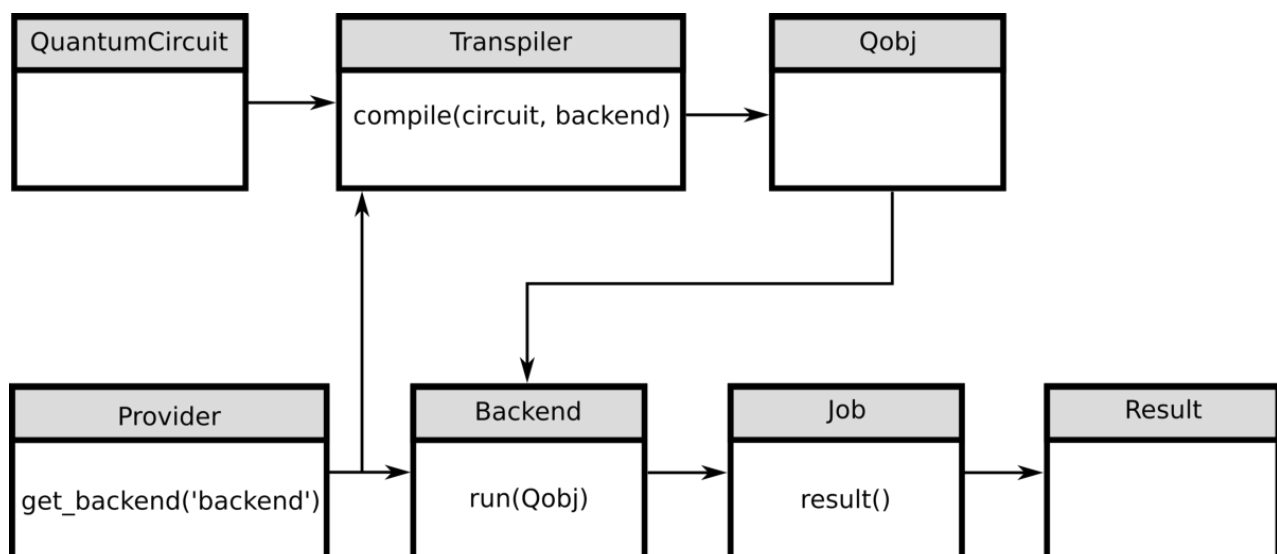 QuantumCircuit
Transpiler
compile(circuit, backend)
Qobj
Provider
get_backend('backend')
Backend
run(Qobj)
Job
result()
Result